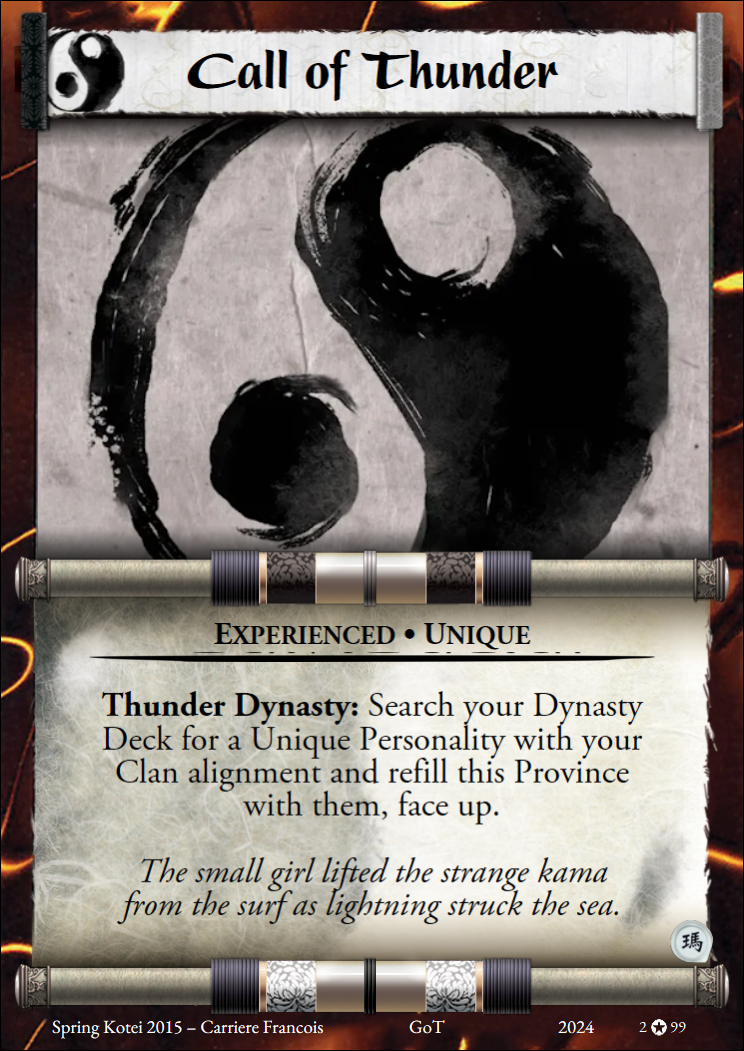 Call of Thunder
EXPERIENCED • UNIQUE
Thunder Dynasty: Search your Dynasty
Deck for a Unique Personality with your
Clan alignment and refill this Province
with them, face up.
The small girl lifted the strange kama
from the surf as lightning struck the sea.
瑪
Spring Kotei 2015 – Carriere Francois GoT 2024 2 ✪ 99